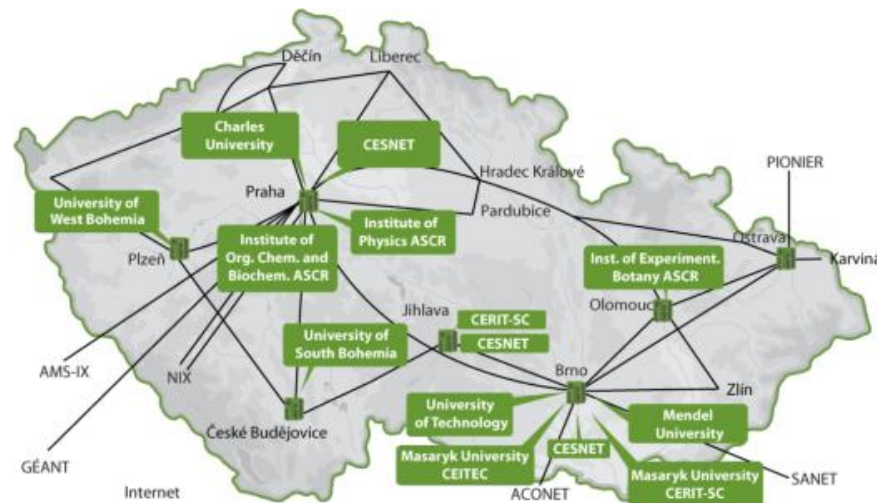 Děčín
Liberec
Charles
University
CESNET
Hradec Králové
PIONIER
Praha
University of
West Bohemia
Pardubice
Institute of
Physics ASCR
Institute of
Org. Chem. and
Biochem. ASCR
Plzeň
Inst. of Experiment.
Botany ASCR
Ostrava
Karviná
Olomouc
Jihlava
CERIT-SC
CESNET
University of
South Bohemia
AMS-IX
NIX
Brno
Zlín
České Budějovice
University
of Technology
Mendel
University
CESNET
Masaryk University
CEITEC
Masaryk University
CERIT-SC
GÉANT
SANET
Internet
ACONET